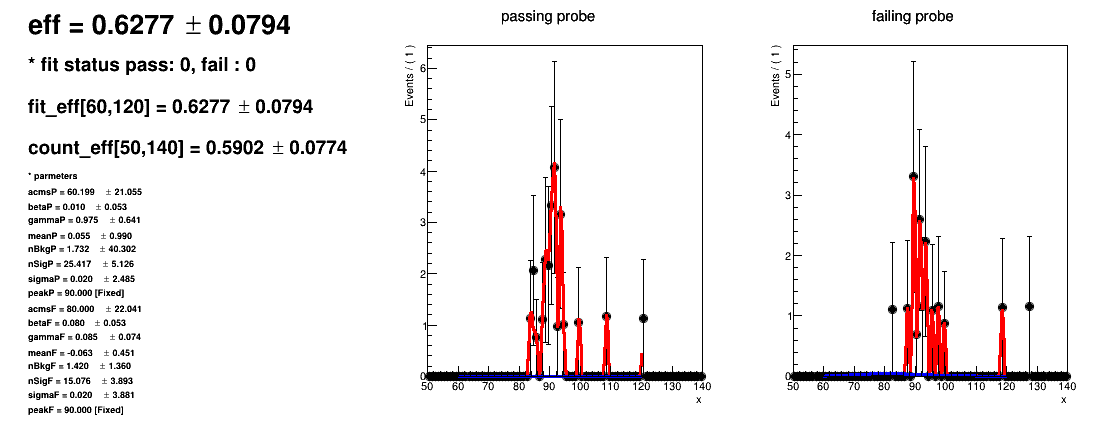 eff = 0.6277 ± 0.0794
* fit status pass: 0, fail : 0
fit_eff[60,120] = 0.6277 ± 0.0794
count_eff[50,140] = 0.5902 ± 0.0774
* parmeters
acmsP = 60.199 ± 21.055
betaP = 0.010 ± 0.053
gammaP = 0.975 ± 0.641
meanP = 0.055 ± 0.990
nBkgP = 1.732 ± 40.302
nSigP = 25.417 ± 5.126
sigmaP = 0.020 ± 2.485
peakP = 90.000 [Fixed]
acmsF = 80.000 ± 22.041
betaF = 0.080 ± 0.053
gammaF = 0.085 ± 0.074
meanF = -0.063 ± 0.451
nBkgF = 1.420 ± 1.360
nSigF = 15.076 ± 3.893
sigmaF = 0.020 ± 3.881
peakF = 90.000 [Fixed]
passing probe
Events / ( 1 )
6
5
4
3
2
1
0
50 60 70 80 90 100 110 120 130 140
x
failing probe
Events / ( 1 )
5
4
3
2
1
0
50 60 70 80 90 100 110 120 130 140
x